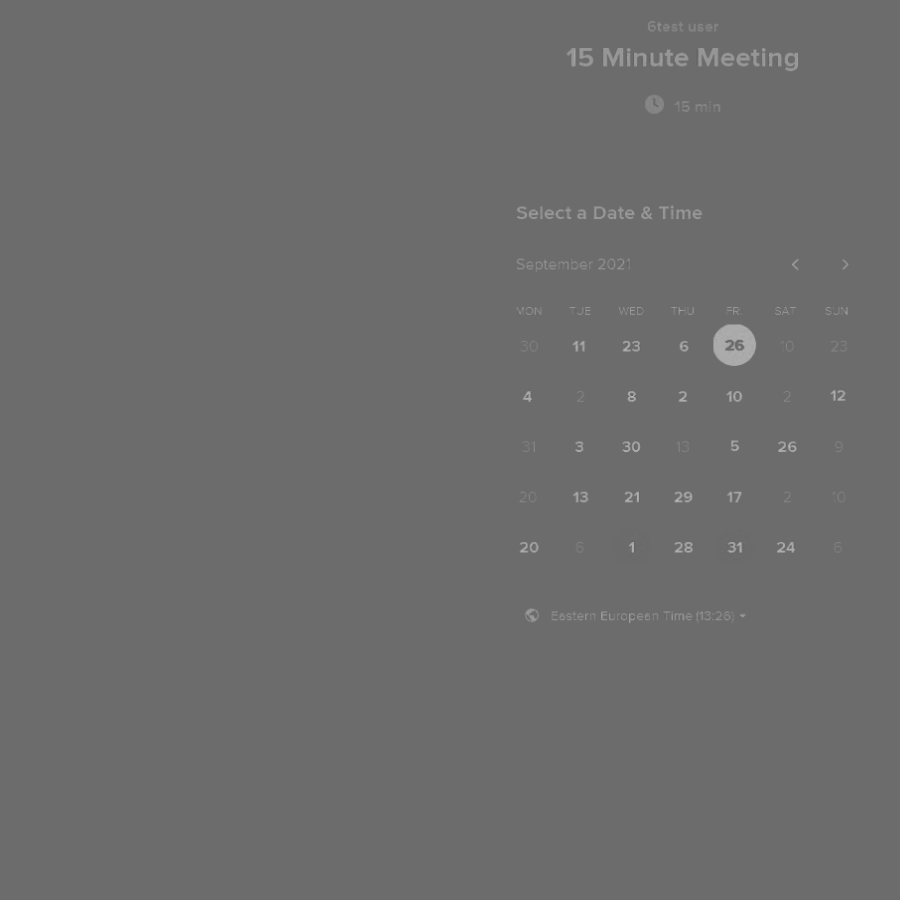 6test user
15 Minute Meeting
15 min
Select a Date & Time
September 2021
MON TUE WED THU FRI SAT SUN
30 11 23 6 26 10 23
4 2 8 2 10 2 12
31 3 30 13 5 26 9
20 13 21 29 17 2 10
20 6 1 28 31 24 6
Eastern European Time (13:26)